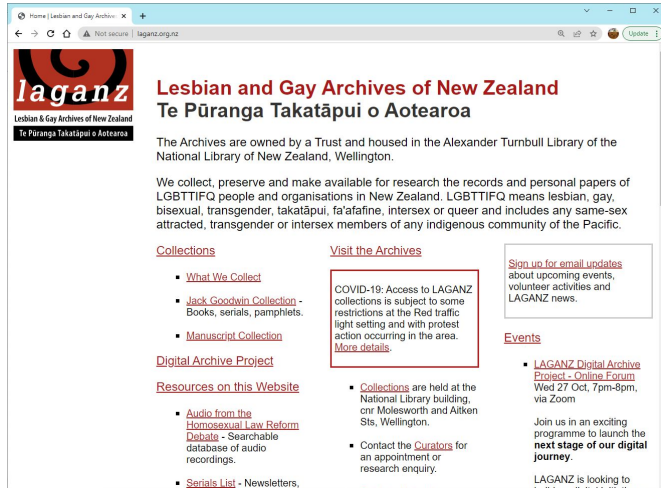 Home | Lesbian and Gay Archive
Not secure
laganz.org.nz
Update
laganz
Lesbian & Gay Archives of New Zealand
Te Pūranga Takatāpui o Aotearoa
Lesbian and Gay Archives of New Zealand
Te Pūranga Takatāpui o Aotearoa
The Archives are owned by a Trust and housed in the Alexander Turnbull Library of the
National Library of New Zealand, Wellington.
We collect, preserve and make available for research the records and personal papers of
LGBTTIFQ people and organisations in New Zealand. LGBTTIFQ means lesbian, gay,
bisexual, transgender, takatāpui, fa'afafine, intersex or queer and includes any same-sex
attracted, transgender or intersex members of any indigenous community of the Pacific.
Collections
What We Collect
Jack Goodwin Collection -
Books, serials, pamphlets.
Manuscript Collection
Digital Archive Project
Resources on this Website
Audio from the
Homosexual Law Reform
Debate - Searchable
database of audio
recordings.
Serials List - Newsletters,
Visit the Archives
COVID-19: Access to LAGANZ
collections is subject to some
restrictions at the Red traffic
light setting and with protest
action occurring in the area.
More details.
Collections are held at the
National Library building,
cnr Molesworth and Aitken
Sts, Wellington.
Contact the Curators for
an appointment or
research enquiry.
Sign up for email updates
about upcoming events,
volunteer activities and
LAGANZ news.
Events
LAGANZ Digital Archive
Project - Online Forum
Wed 27 Oct, 7pm-8pm,
via Zoom
Join us in an exciting
programme to launch the
next stage of our digital
journey.
LAGANZ is looking to